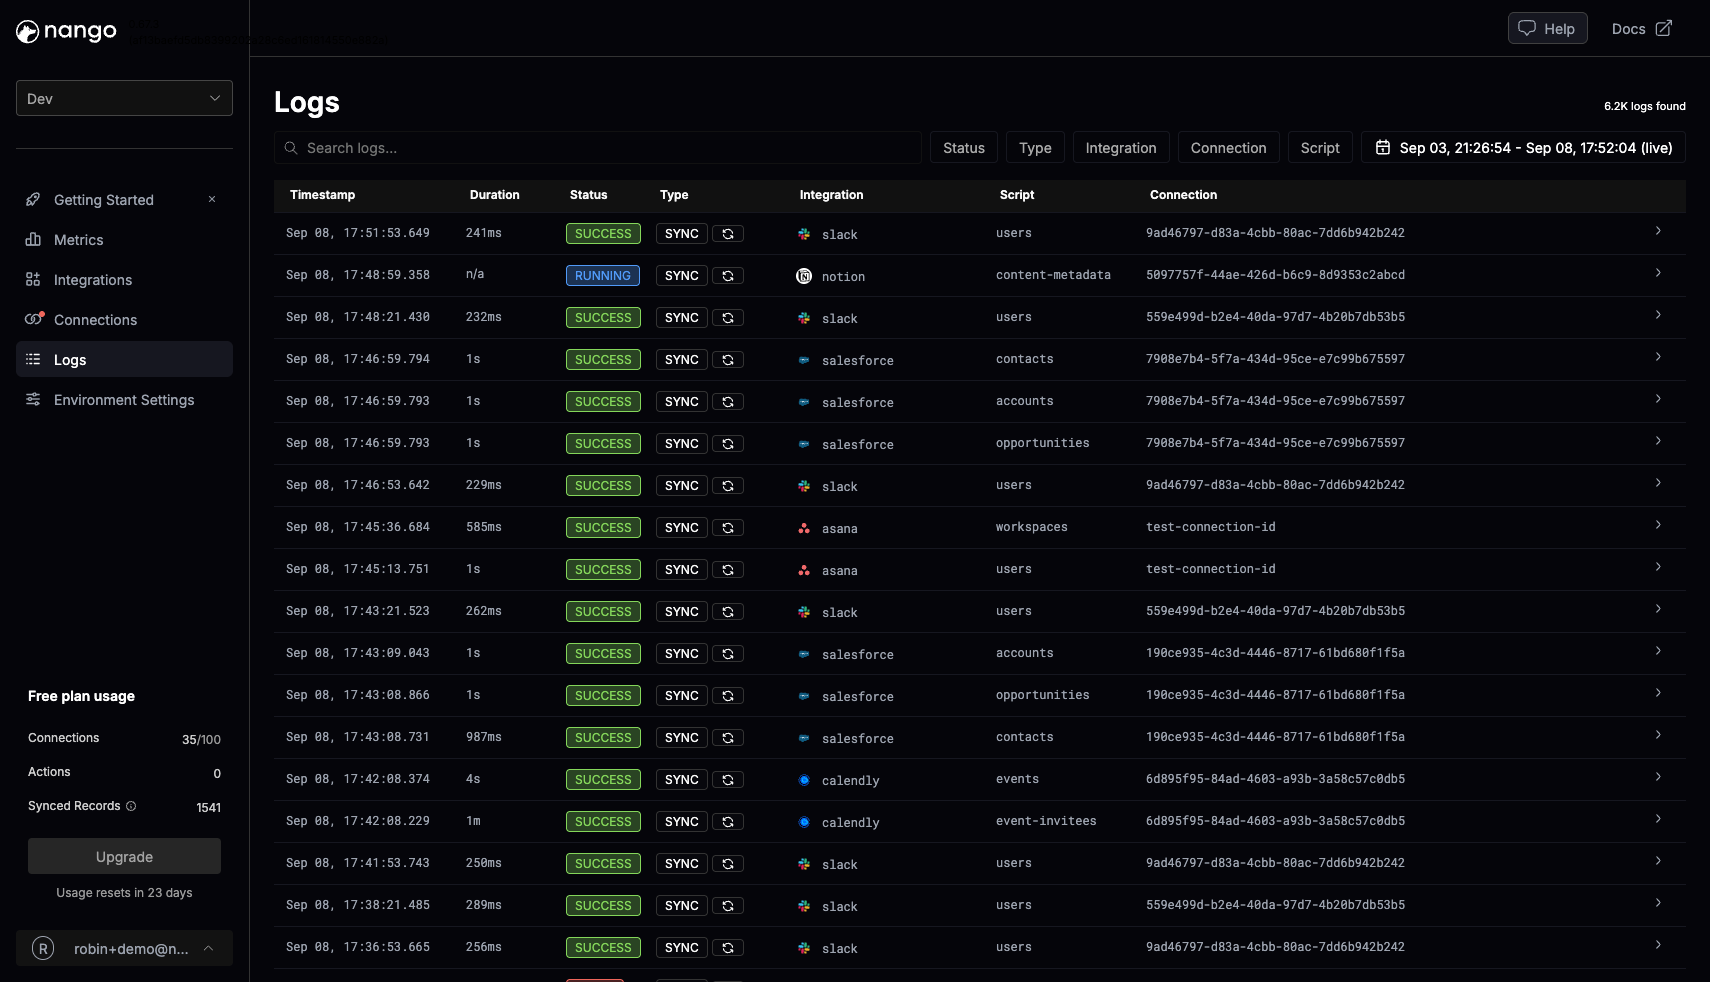 nango
Help
Docs
Dev
Getting Started
Metrics
Integrations
Connections
Logs
Environment Settings
Free plan usage
Connections 35/100
Actions 0
Synced Records 1541
Upgrade
Usage resets in 23 days
R robin+demo@n...
Logs
6.2K logs found
Search logs...
Status
Type
Integration
Connection
Script
Sep 03, 21:26:54 - Sep 08, 17:52:04 (live)
Timestamp Duration Status Type Integration Script Connection
Sep 08, 17:51:53.649 241ms SUCCESS SYNC slack users 9ad46797-d83a-4cbb-80ac-7dd6b942b242
Sep 08, 17:48:59.358 n/a RUNNING SYNC notion content-metadata 5097757f-44ae-426d-b6c9-8d9353c2abcd
Sep 08, 17:48:21.430 232ms SUCCESS SYNC slack users 559e499d-b2e4-40da-97d7-4b20b7db53b5
Sep 08, 17:46:59.794 1s SUCCESS SYNC salesforce contacts 7908e7b4-5f7a-434d-95ce-e7c99b675597
Sep 08, 17:46:59.793 1s SUCCESS SYNC salesforce accounts 7908e7b4-5f7a-434d-95ce-e7c99b675597
Sep 08, 17:46:59.793 1s SUCCESS SYNC salesforce opportunities 7908e7b4-5f7a-434d-95ce-e7c99b675597
Sep 08, 17:46:53.642 229ms SUCCESS SYNC slack users 9ad46797-d83a-4cbb-80ac-7dd6b942b242
Sep 08, 17:45:36.684 585ms SUCCESS SYNC asana workspaces test-connection-id
Sep 08, 17:45:13.751 1s SUCCESS SYNC asana users test-connection-id
Sep 08, 17:43:21.523 262ms SUCCESS SYNC slack users 559e499d-b2e4-40da-97d7-4b20b7db53b5
Sep 08, 17:43:09.043 1s SUCCESS SYNC salesforce accounts 190ce935-4c3d-4446-8717-61bd680f1f5a
Sep 08, 17:43:08.866 1s SUCCESS SYNC salesforce opportunities 190ce935-4c3d-4446-8717-61bd680f1f5a
Sep 08, 17:43:08.731 987ms SUCCESS SYNC salesforce contacts 190ce935-4c3d-4446-8717-61bd680f1f5a
Sep 08, 17:42:08.374 4s SUCCESS SYNC calendly events 6d895f95-84ad-4603-a93b-3a58c57c0db5
Sep 08, 17:42:08.229 1m SUCCESS SYNC calendly event-invitees 6d895f95-84ad-4603-a93b-3a58c57c0db5
Sep 08, 17:41:53.743 250ms SUCCESS SYNC slack users 9ad46797-d83a-4cbb-80ac-7dd6b942b242
Sep 08, 17:38:21.485 289ms SUCCESS SYNC slack users 559e499d-b2e4-40da-97d7-4b20b7db53b5
Sep 08, 17:36:53.665 256ms SUCCESS SYNC slack users 9ad46797-d83a-4cbb-80ac-7dd6b942b242